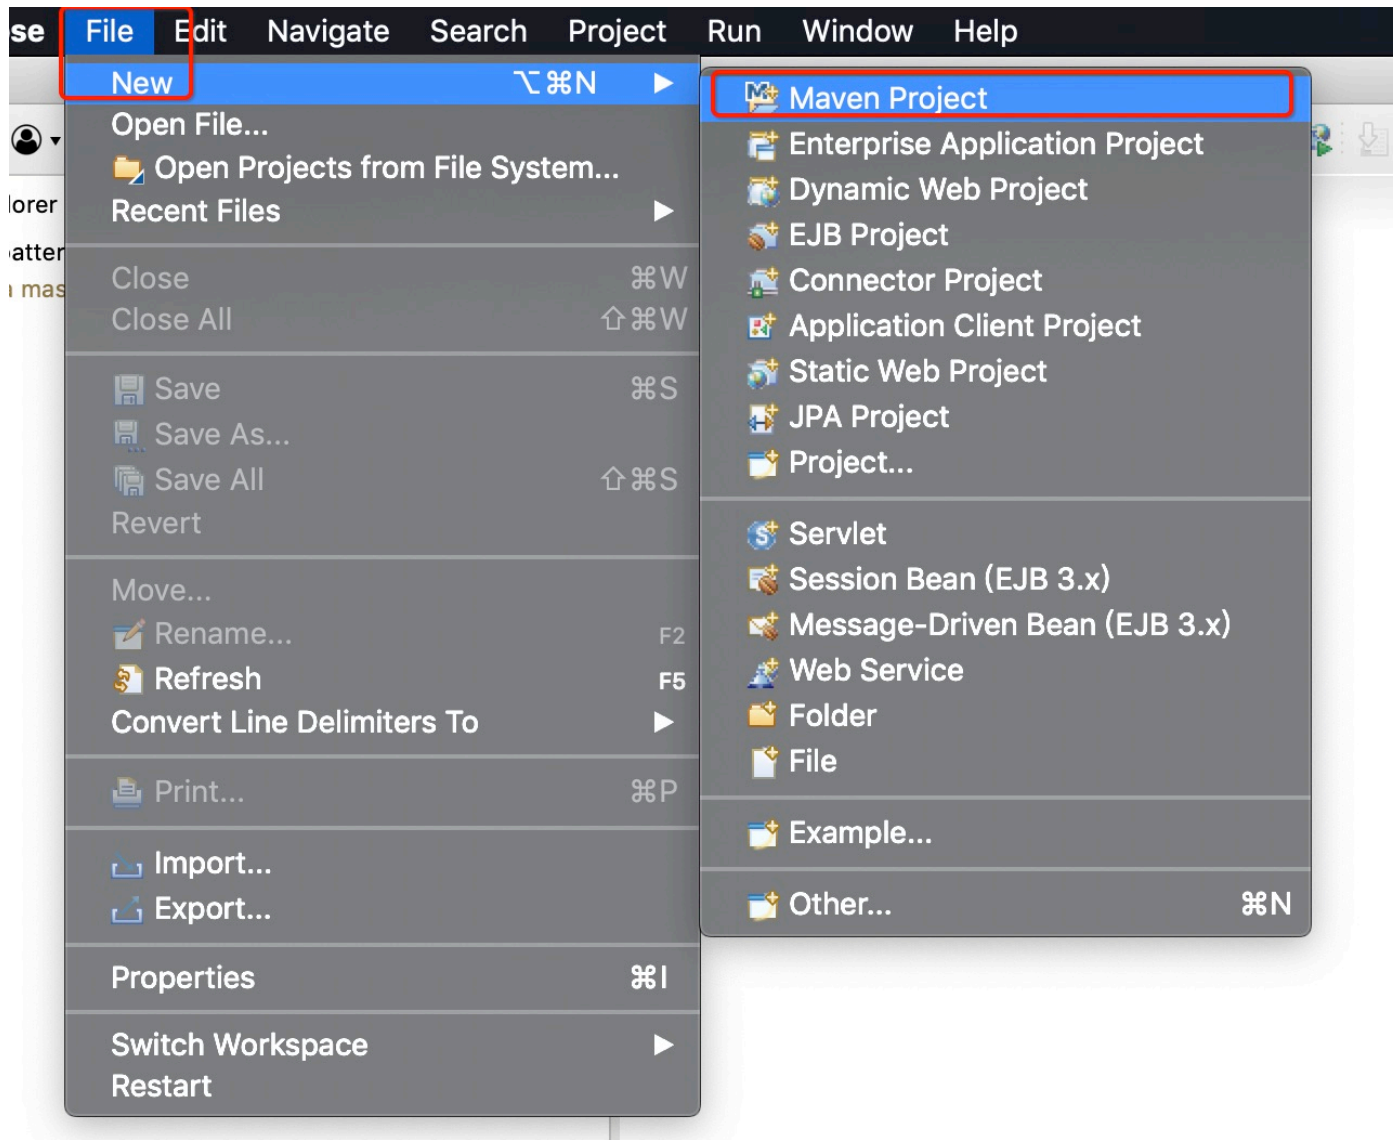 se File Edit Navigate Search Project Run Window Help
New ⌥⌘N ▶
Open File...
Open Projects from File System...
Recent Files ▶
Close ⌘W
Close All ⇧⌘W
Save ⌘S
Save As...
Save All ⇧⌘S
Revert
Move...
Rename... F2
Refresh F5
Convert Line Delimiters To ▶
Print... ⌘P
Import...
Export...
Properties ⌘I
Switch Workspace ▶
Restart
Maven Project
Enterprise Application Project
Dynamic Web Project
EJB Project
Connector Project
Application Client Project
Static Web Project
JPA Project
Project...
Servlet
Session Bean (EJB 3.x)
Message-Driven Bean (EJB 3.x)
Web Service
Folder
File
Example...
Other... ⌘N
lorer
atter
mas